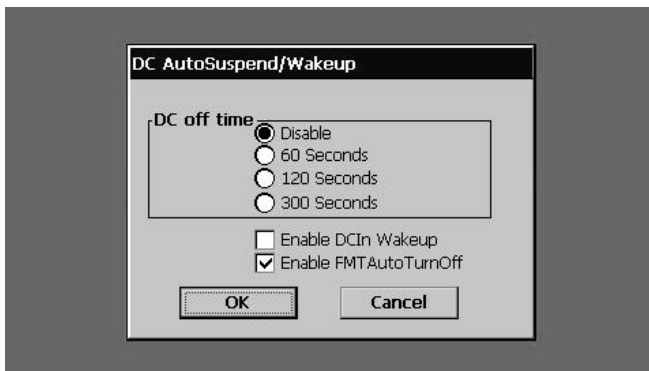 DC AutoSuspend/Wakeup
DC off time
Disable
60 Seconds
120 Seconds
300 Seconds
Enable DCIn Wakeup
Enable FMTAutoTurnOff
OK Cancel